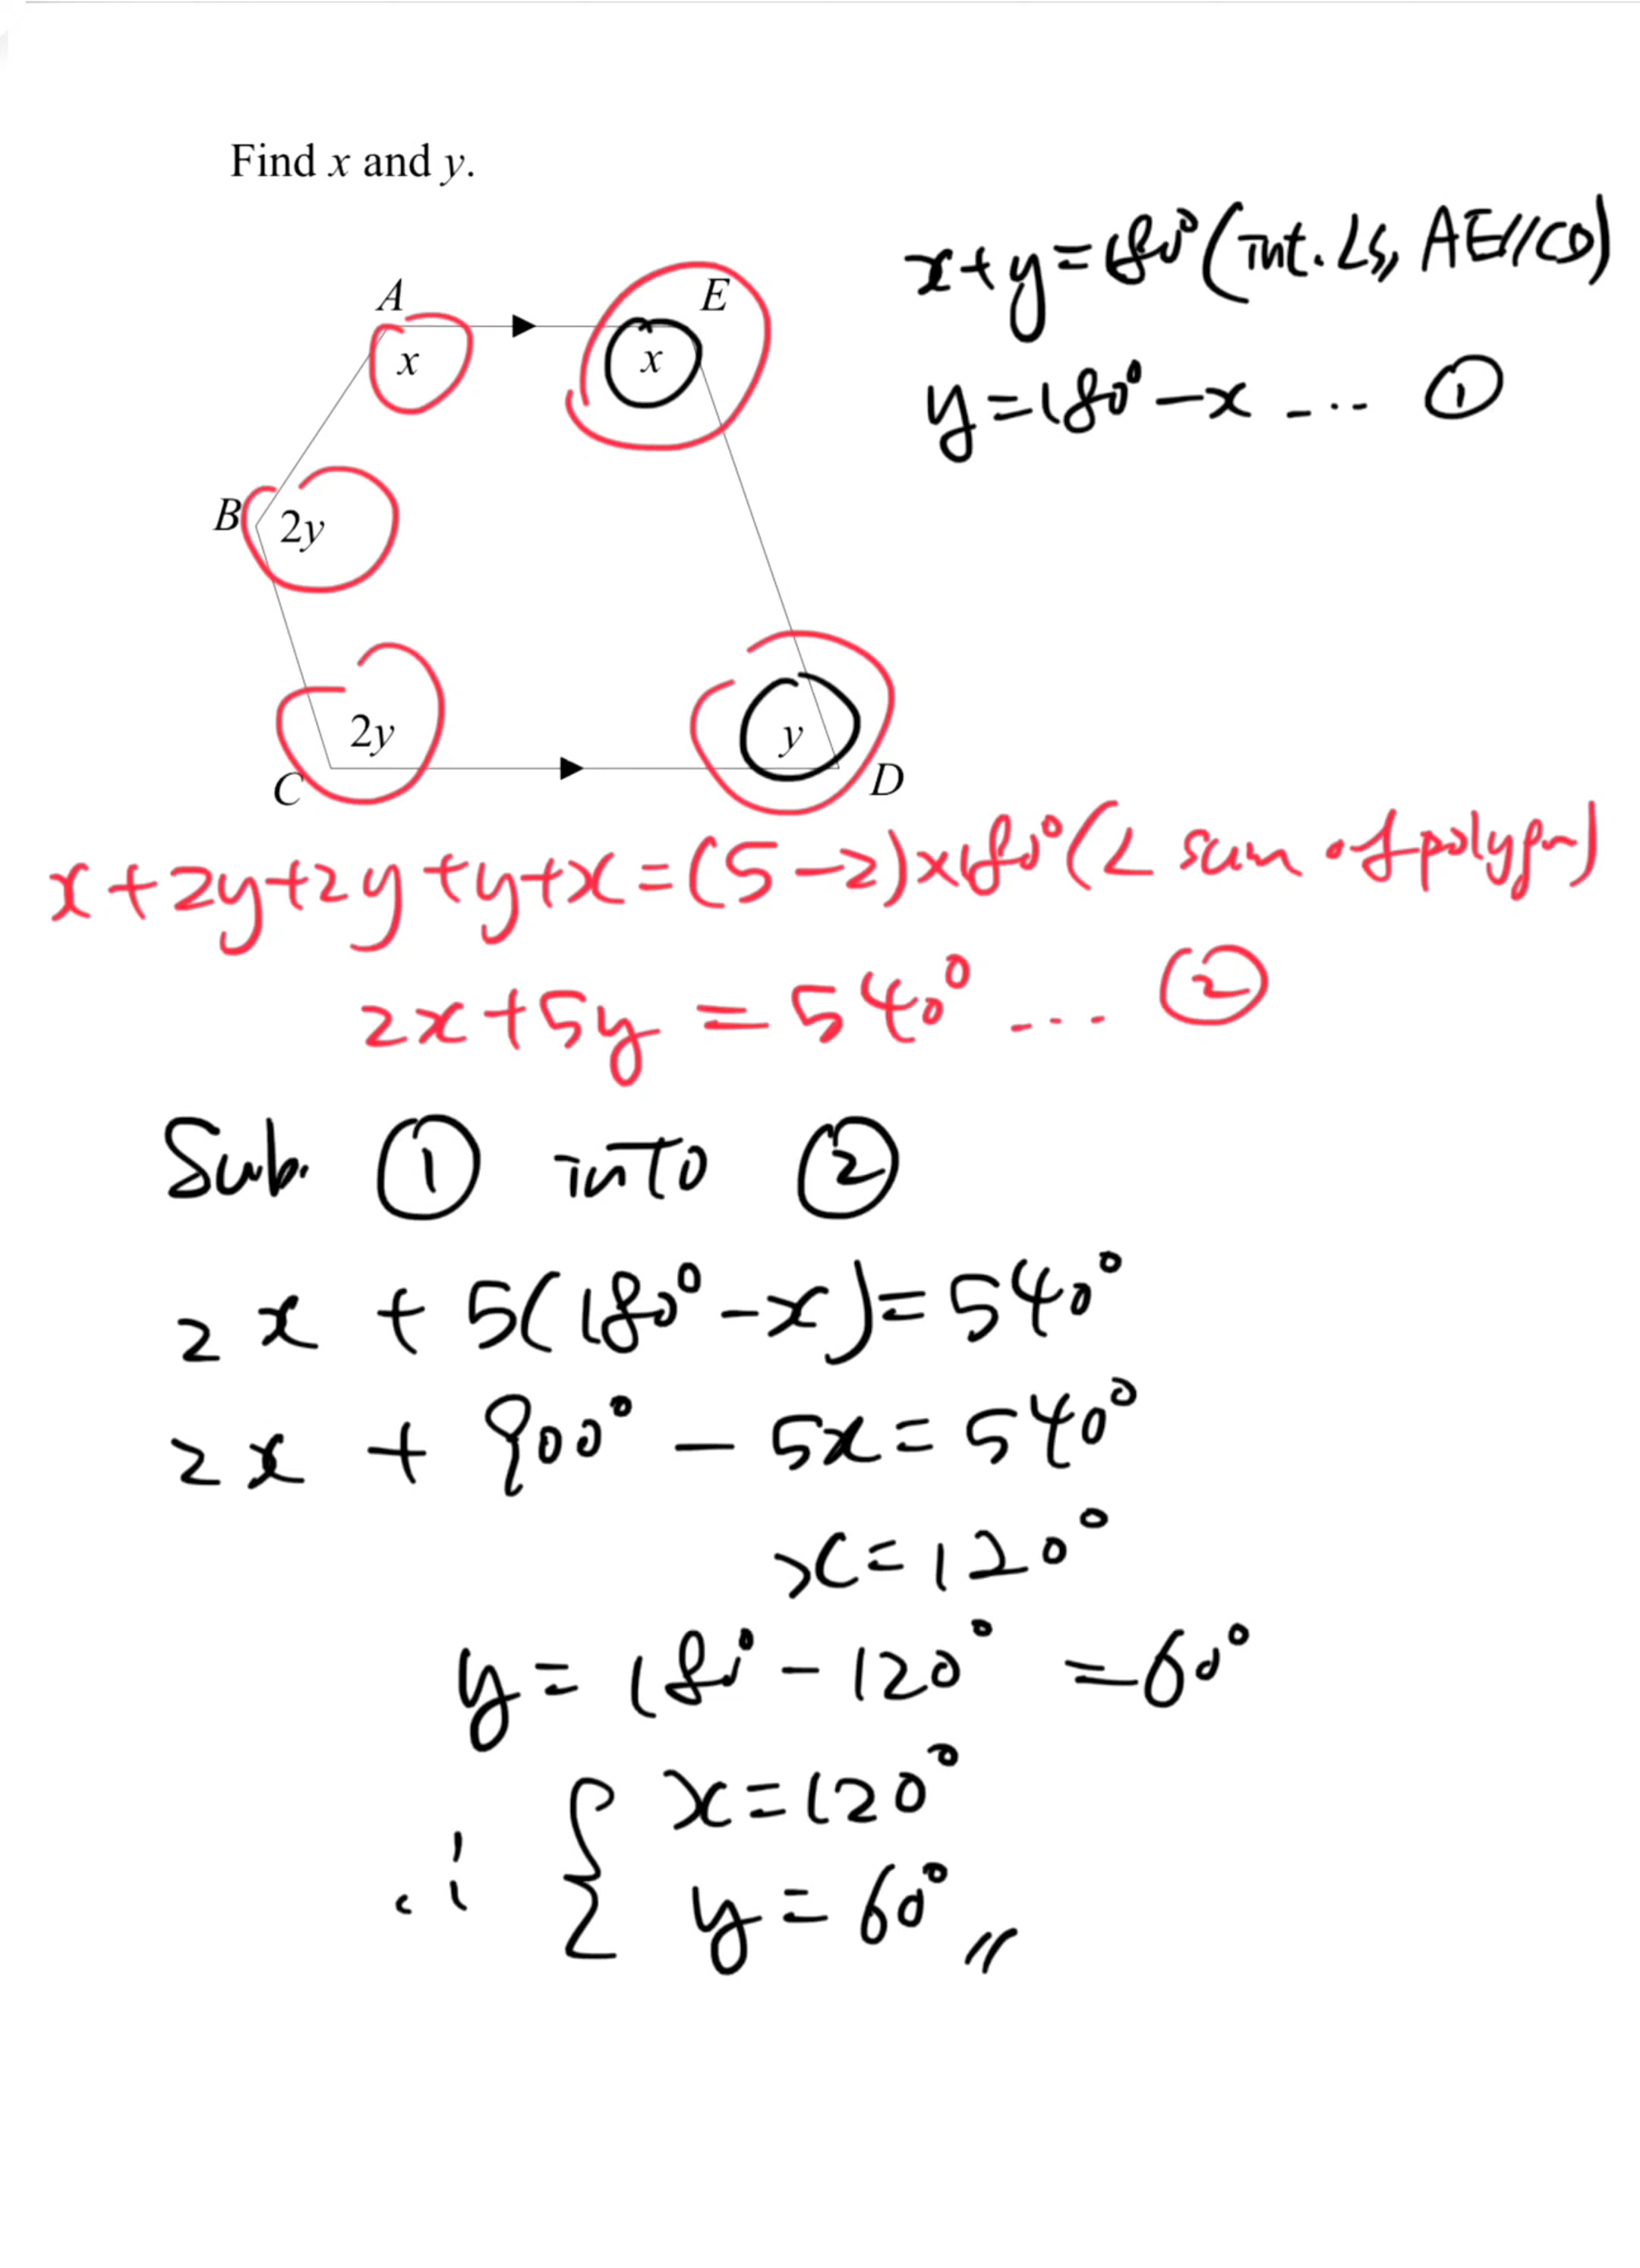 Find x and y.
x+y=180°(int.∠s, AE//CD)
y=180°-x ... ①
A
E
x
x
B
2y
2y
y
C
D
x+2y+2y+y+x=(5-2)x180°(∠ sum of polygon)
2x+5y=540° ... ②
Sub. ① into ②
2x+5(180°-x)=540°
2x+900°-5x=540°
x=120°
y=180°-120°=60°
∴ { x=120°
y=60°//